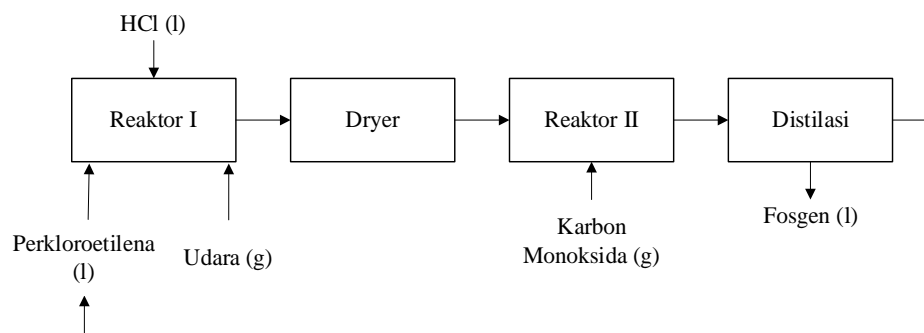 HCl (l)
Reaktor I
Dryer
Reaktor II
Distilasi
Perkloroetilena
(l)
Udara (g)
Karbon
Monoksida (g)
Fosgen (l)